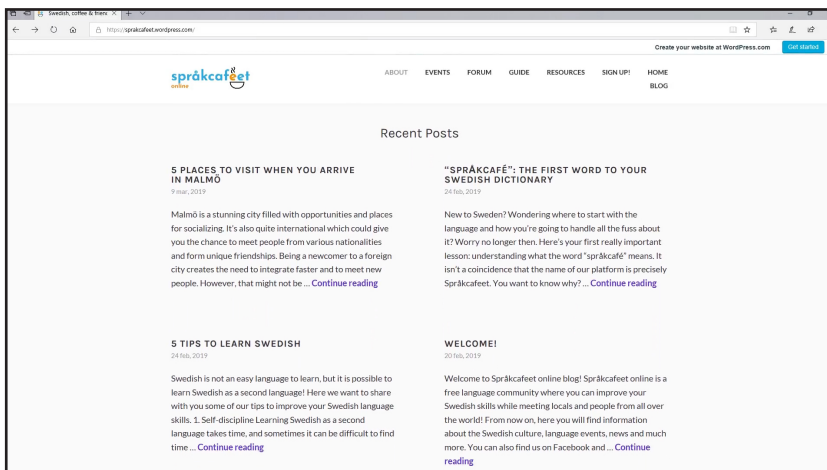 Swedish, coffee & friend
https://sprakcafeet.wordpress.com/
Create your website at WordPress.com
Get started
språkcaféet
online
ABOUT EVENTS FORUM GUIDE RESOURCES SIGN UP! HOME
BLOG
Recent Posts
5 PLACES TO VISIT WHEN YOU ARRIVE
IN MALMÖ
9 mar, 2019
Malmö is a stunning city filled with opportunities and places
for socializing. It's also quite international which could give
you the chance to meet people from various nationalities
and form unique friendships. Being a newcomer to a foreign
city creates the need to integrate faster and to meet new
people. However, that might not be … Continue reading
"SPRÅKCAFÉ": THE FIRST WORD TO YOUR
SWEDISH DICTIONARY
24 feb, 2019
New to Sweden? Wondering where to start with the
language and how you're going to handle all the fuss about
it? Worry no longer then. Here's your first really important
lesson: understanding what the word "språkcafé" means. It
isn't a coincidence that the name of our platform is precisely
Språkcafeet. You want to know why? … Continue reading
5 TIPS TO LEARN SWEDISH
24 feb, 2019
Swedish is not an easy language to learn, but it is possible to
learn Swedish as a second language! Here we want to share
with you some of our tips to improve your Swedish language
skills. 1. Self-discipline Learning Swedish as a second
language takes time, and sometimes it can be difficult to find
time … Continue reading
WELCOME!
20 feb, 2019
Welcome to Språkcafeet online blog! Språkcafeet online is a
free language community where you can improve your
Swedish skills while meeting locals and people from all over
the world! From now on, here you will find information
about the Swedish culture, language events, news and much
more. You can also find us on Facebook and … Continue
reading